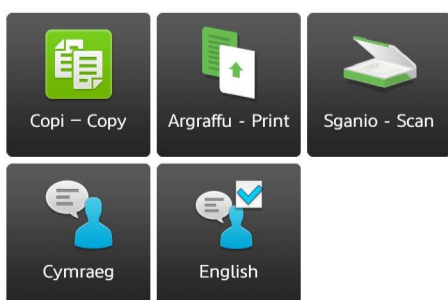 Copi – Copy
Argraffu - Print
Sganio - Scan
Cymraeg
English